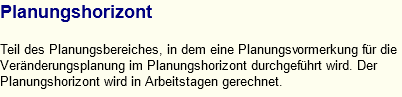 Planungshorizont
Teil des Planungsbereiches, in dem eine Planungsvormerkung für die
Veränderungsplanung im Planungshorizont durchgeführt wird. Der
Planungshorizont wird in Arbeitstagen gerechnet.